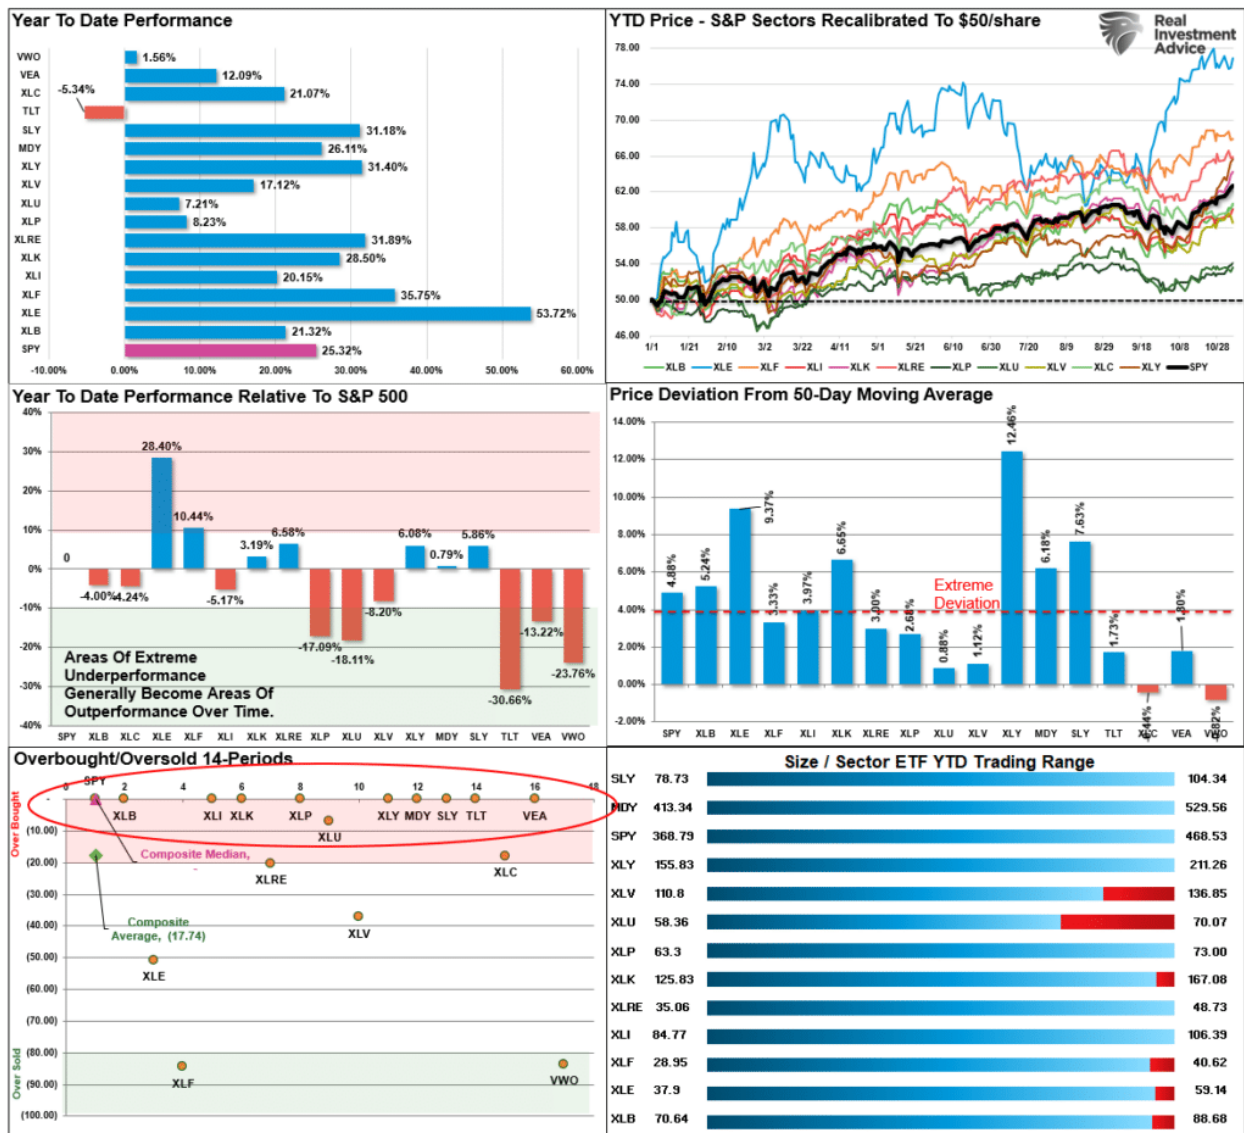 Year To Date Performance
VWO 1.56%
VEA 12.09%
XLC 21.07%
-5.34%
TLT
SLY 31.18%
MDY 26.11%
XLY 31.40%
XLV 17.12%
XLU 7.21%
XLP 8.23%
XLRE 31.89%
XLK 28.50%
XLI 20.15%
XLF 35.75%
XLE 53.72%
XLB 21.32%
SPY 25.32%
-10.00% 0.00% 10.00% 20.00% 30.00% 40.00% 50.00% 60.00%
YTD Price - S&P Sectors Recalibrated To $50/share
Real
Investment
Advice
78.00
74.00
70.00
66.00
62.00
58.00
54.00
50.00
46.00
1/1 1/21 2/10 3/2 3/22 4/11 5/1 5/21 6/10 6/30 7/20 8/9 8/29 9/18 10/8 10/28
XLB XLE XLF XLI XLK XLRE XLP XLU XLV XLC XLY SPY
Year To Date Performance Relative To S&P 500
40%
30%
20%
10%
0%
-10%
-20%
-30%
-40%
0
-4.00%
-4.24%
28.40%
10.44%
-5.17%
3.19%
6.58%
-17.09%
-18.11%
-8.20%
6.08%
0.79%
5.86%
-30.66%
-13.22%
-23.76%
Areas Of Extreme
Underperformance
Generally Become Areas Of
Outperformance Over Time.
SPY XLB XLC XLE XLF XLI XLK XLRE XLP XLU XLV XLY MDY SLY TLT VEA VWO
Price Deviation From 50-Day Moving Average
14.00%
12.00%
10.00%
8.00%
6.00%
4.00%
2.00%
0.00%
-2.00%
4.88%
5.24%
9.37%
3.33%
3.97%
6.65%
3.00%
2.68%
0.88%
1.12%
12.46%
6.18%
7.63%
1.73%
-0.44%
1.80%
-0.82%
Extreme
Deviation
SPY XLB XLE XLF XLI XLK XLRE XLP XLU XLV XLY MDY SLY TLT XLC VEA VWO
Overbought/Oversold 14-Periods
0 2 4 6 8 10 12 14 16 18
SPY
XLB XLI XLK XLP XLY MDY SLY TLT VEA
XLU
XLRE
XLC
XLV
XLE
XLF
VWO
Composite Median,
-
Composite
Average, (17.74)
Over Bought
Over Sold
-
(10.00)
(20.00)
(30.00)
(40.00)
(50.00)
(60.00)
(70.00)
(80.00)
(90.00)
(100.00)
Size / Sector ETF YTD Trading Range
SLY 78.73 104.34
MDY 413.34 529.56
SPY 368.79 468.53
XLY 155.83 211.26
XLV 110.8 136.85
XLU 58.36 70.07
XLP 63.3 73.00
XLK 125.83 167.08
XLRE 35.06 48.73
XLI 84.77 106.39
XLF 28.95 40.62
XLE 37.9 59.14
XLB 70.64 88.68